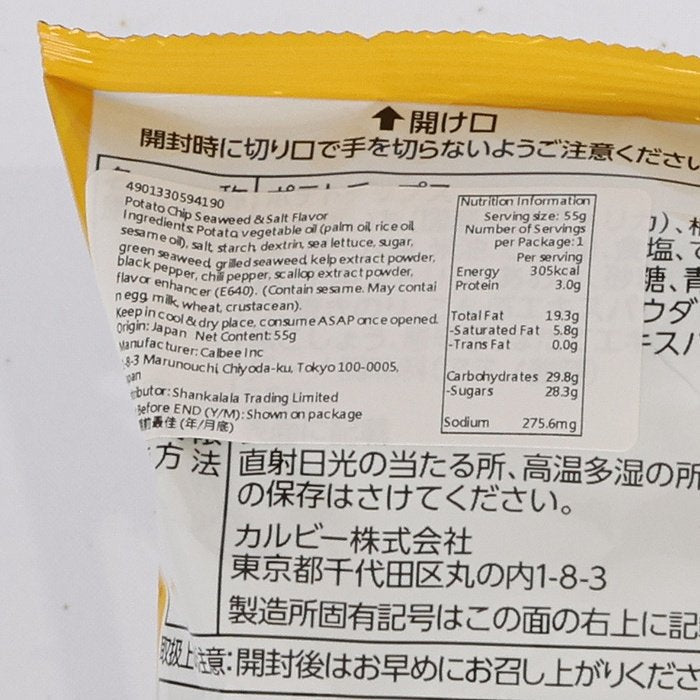 開け口
開封時に切り口で手を切らないようご注意くださ
4901330594190
Potato Chip Seaweed & Salt Flavor
Ingredients: Potato, vegetable oil (palm oil, rice oil,
sesame oil), salt, starch, dextrin, sea lettuce, sugar,
green seaweed, grilled seaweed, kelp extract powder,
black pepper, chili pepper, scallop extract powder,
flavor enhancer (E640). (Contain sesame. May contai
n egg, milk, wheat, crustacean).
Keep in cool & dry place, consume ASAP once opened.
Origin: Japan Net Content: 55g
Manufacturer: Calbee Inc
-8-3 Marunouchi, Chiyoda-ku, Tokyo 100-0005,
pan
ributor: Shankalala Trading Limited
Before END (Y/M): Shown on package
前最佳 (年/月底)
Nutrition Information
Serving size: 55g
Number of Servings
per Package: 1
Per serving
Energy 305kcal
Protein 3.0g
Total Fat 19.3g
-Saturated Fat 5.8g
-Trans Fat 0.0g
Carbohydrates 29.8g
-Sugars 28.3g
Sodium 275.6mg
塩、
糖、青
ウダ
キス
方法
直射日光の当たる所、高温多湿の所
の保存はさけてください。
カルビー株式会社
東京都千代田区丸の内1-8-3
製造所固有記号はこの面の右上に記
取扱上注意:開封後はお早めにお召し上がりくださ